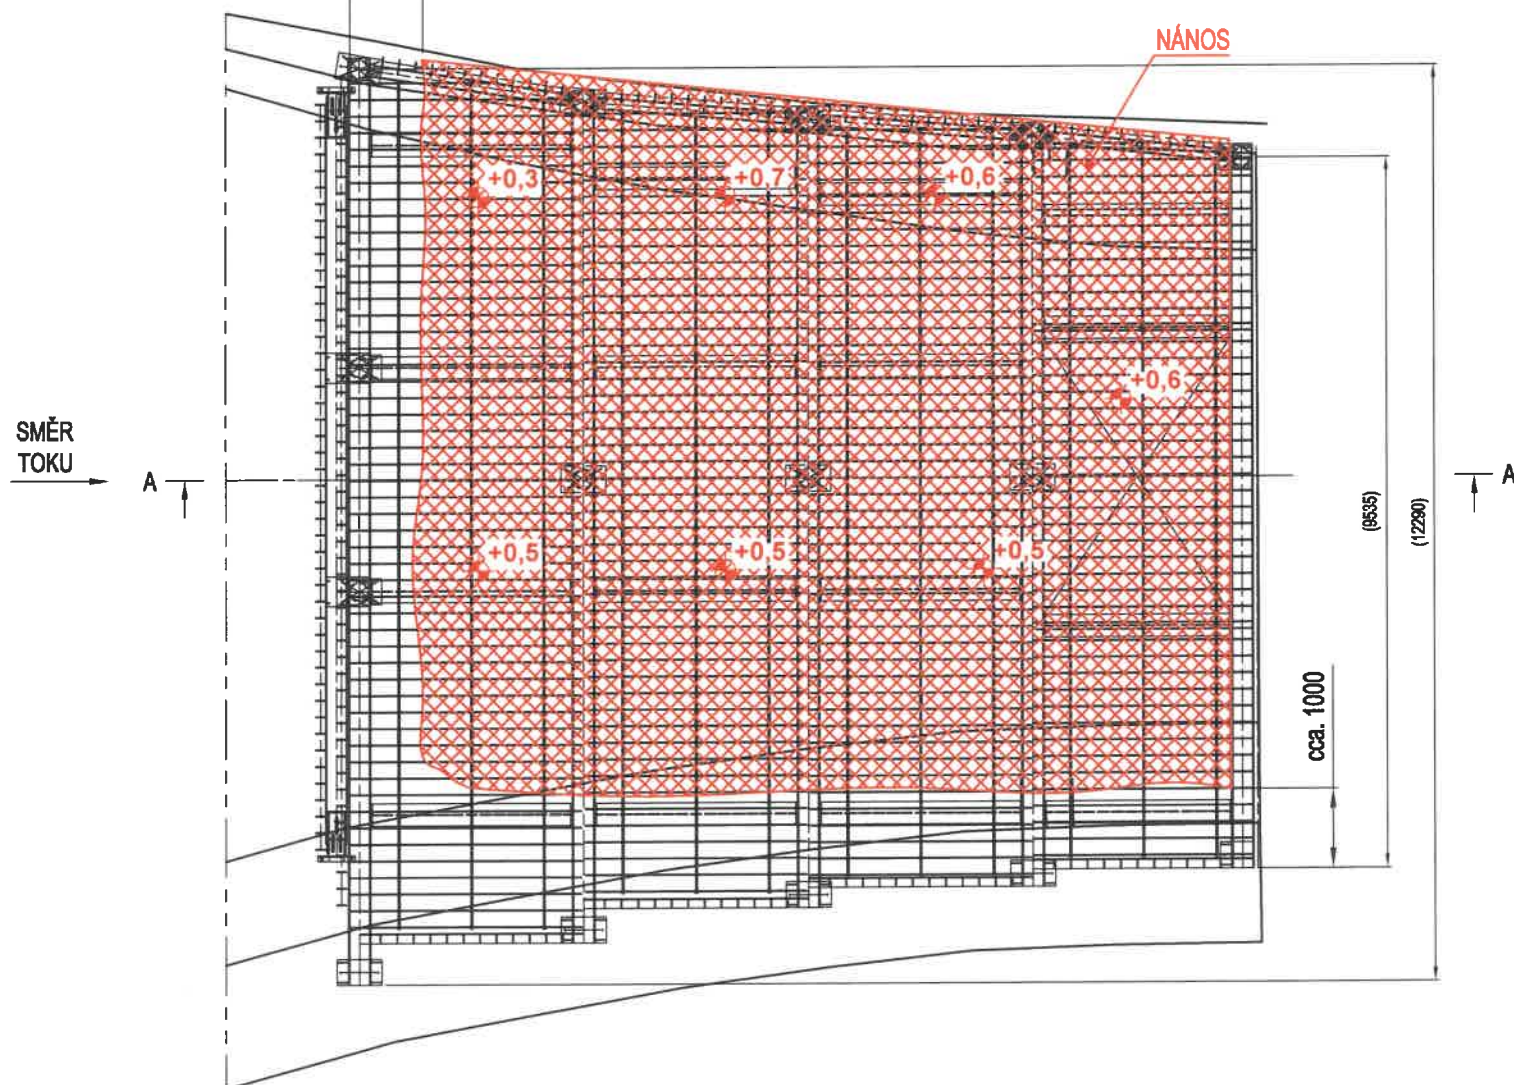 NÁNOS
+0,3
+0,7
+0,6
+0,6
SMĚR
TOKU
A
A
(9535)
(12290)
+0,5
+0,5
+0,5
cca. 1000